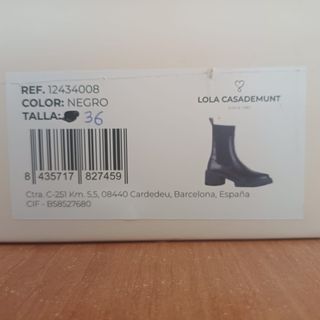 REF. 12434008
COLOR: NEGRO
TALLA: 36
LOLA CASADEMUNT
8 435717 827459
Ctra. C-251 Km. 5,5, 08440 Cardedeu, Barcelona, España
CIF - B58527680